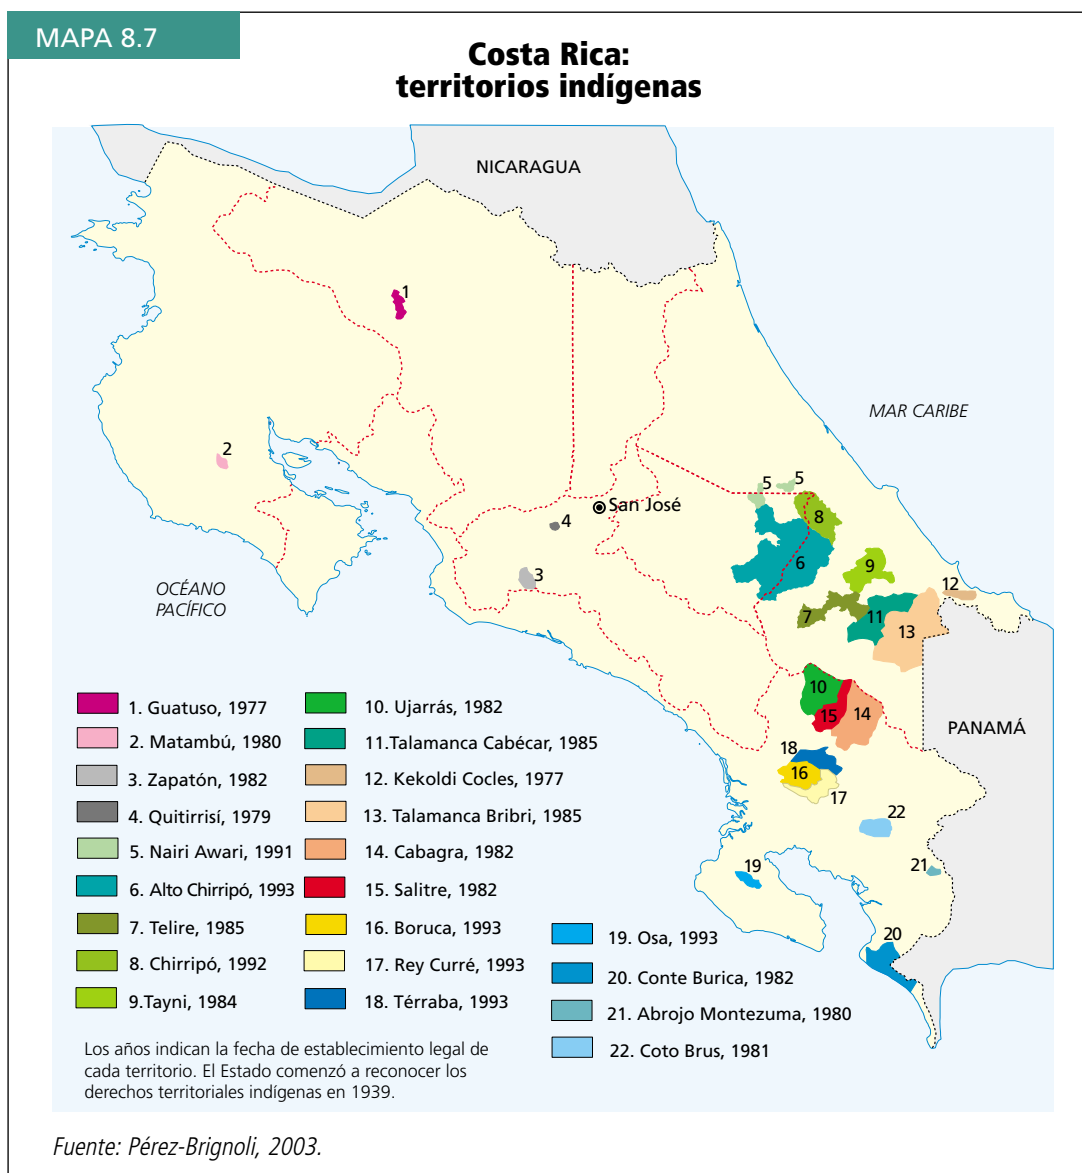 MAPA 8.7
Costa Rica:
territorios indígenas
NICARAGUA
1
MAR CARIBE
2
5
5
San José
8
4
6
9
3
OCÉANO
PACÍFICO
12
7
11
13
10
15
14
PANAMÁ
18
16
17
22
19
21
20
1. Guatuso, 1977
2. Matambú, 1980
3. Zapatón, 1982
4. Quitirrisí, 1979
5. Nairi Awari, 1991
6. Alto Chirripó, 1993
7. Telire, 1985
8. Chirripó, 1992
9.Tayni, 1984
10. Ujarrás, 1982
11.Talamanca Cabécar, 1985
12. Kekoldi Cocles, 1977
13. Talamanca Bribri, 1985
14. Cabagra, 1982
15. Salitre, 1982
16. Boruca, 1993
17. Rey Curré, 1993
18. Térraba, 1993
19. Osa, 1993
20. Conte Burica, 1982
21. Abrojo Montezuma, 1980
22. Coto Brus, 1981
Los años indican la fecha de establecimiento legal de
cada territorio. El Estado comenzó a reconocer los
derechos territoriales indígenas en 1939.
Fuente: Pérez-Brignoli, 2003.